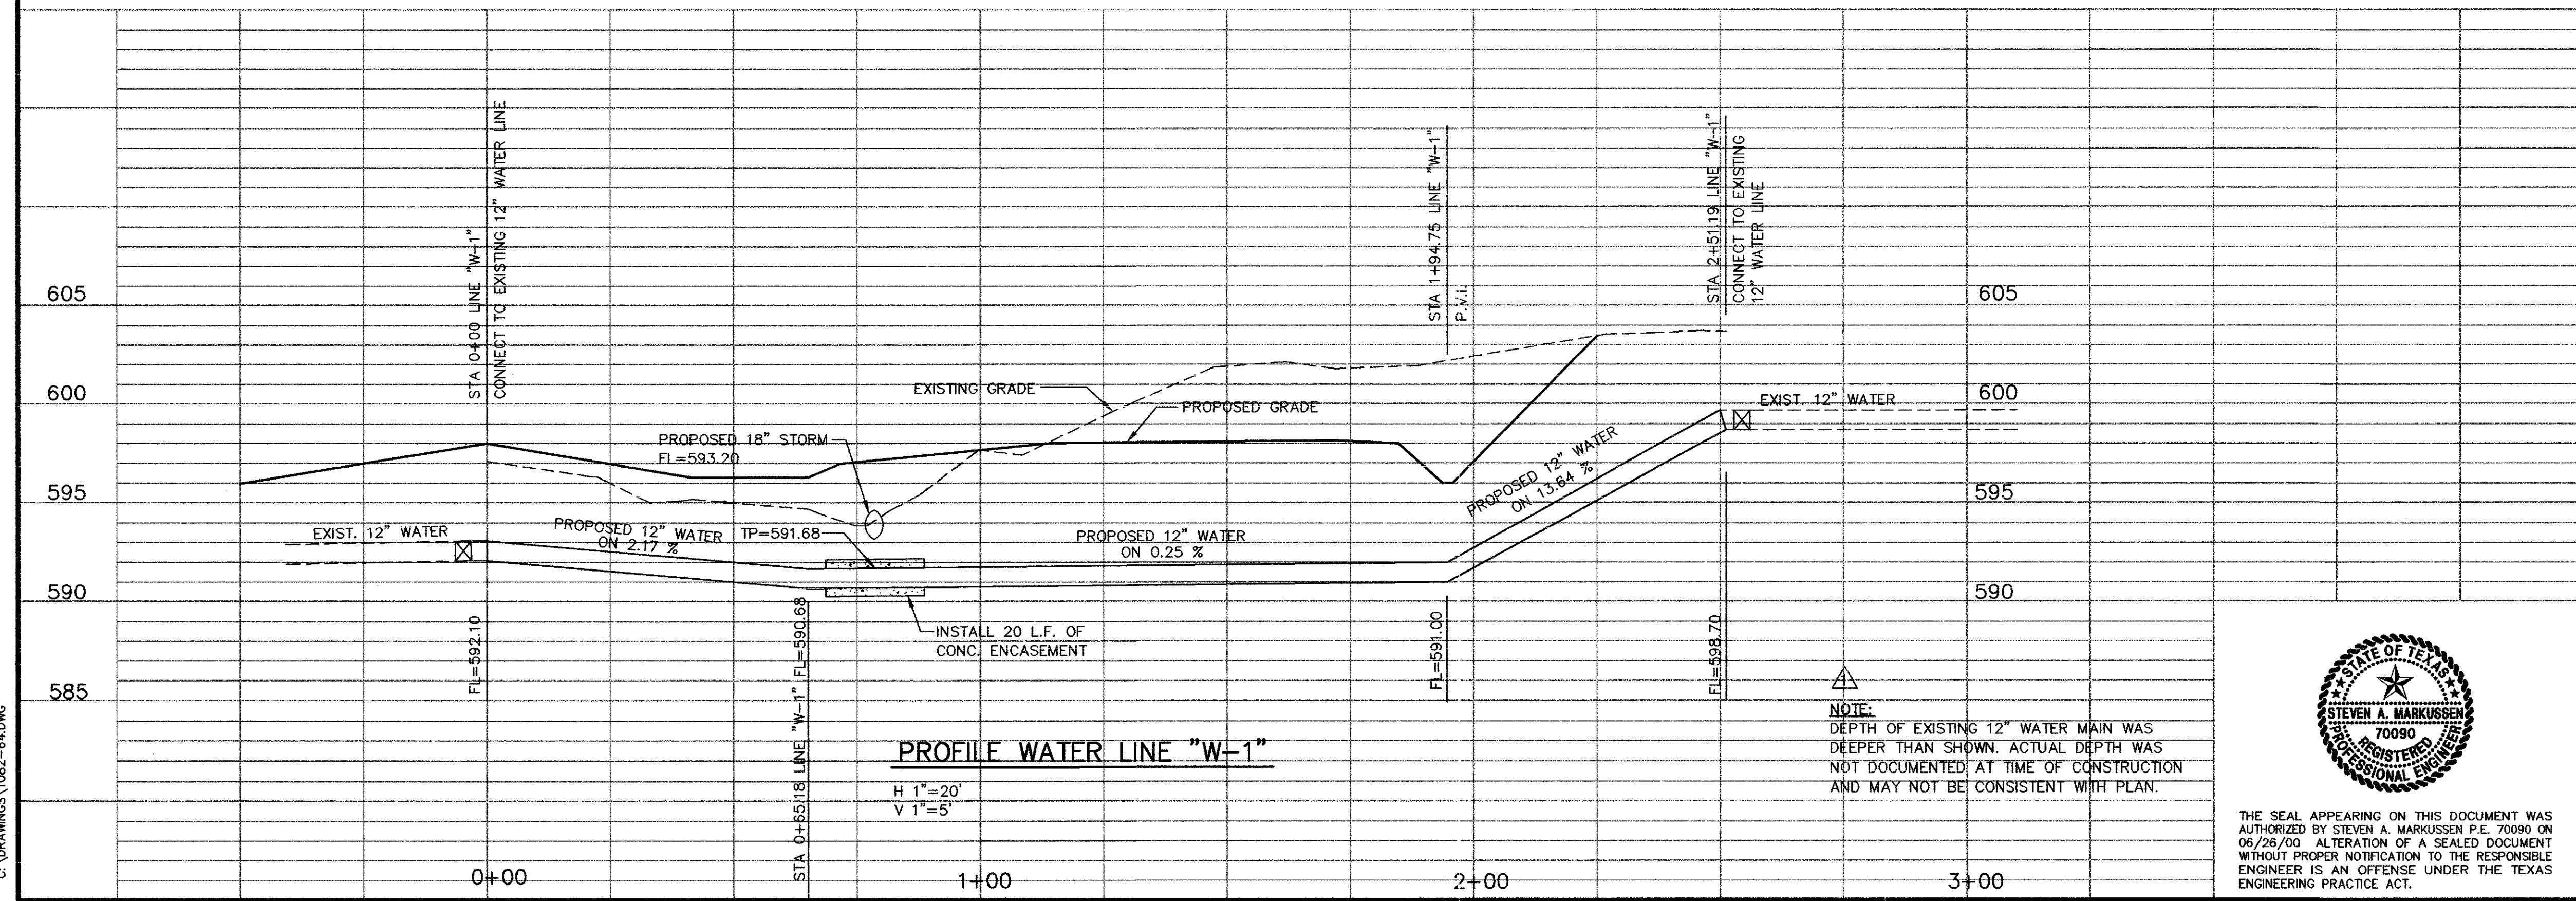 STA 0+00 LINE "W-1"
CONNECT TO EXISTING 12" WATER LINE
STA 1+94.75 LINE "W-1"
P.V.I.
STA 2+51.19 LINE "W-1"
CONNECT TO EXISTING
12" WATER LINE
605
605
600
600
595
595
590
590
585
EXISTING GRADE
PROPOSED GRADE
EXIST. 12" WATER
PROPOSED 18" STORM
FL=593.20
PROPOSED 12" WATER
ON 13.64 %
EXIST. 12" WATER
PROPOSED 12" WATER
ON 2.17 %
TP=591.68
PROPOSED 12" WATER
ON 0.25 %
FL=592.10
STA 0+65.18 LINE "W-1" FL=590.68
INSTALL 20 L.F. OF
CONC. ENCASEMENT
FL=591.00
FL=598.70
PROFILE WATER LINE "W-1"
H 1"=20'
V 1"=5'
1
NOTE:
DEPTH OF EXISTING 12" WATER MAIN WAS
DEEPER THAN SHOWN. ACTUAL DEPTH WAS
NOT DOCUMENTED AT TIME OF CONSTRUCTION
AND MAY NOT BE CONSISTENT WITH PLAN.
STATE OF TEXAS
STEVEN A. MARKUSSEN
70090
REGISTERED
PROFESSIONAL ENGINEER
THE SEAL APPEARING ON THIS DOCUMENT WAS
AUTHORIZED BY STEVEN A. MARKUSSEN P.E. 70090 ON
06/26/00 ALTERATION OF A SEALED DOCUMENT
WITHOUT PROPER NOTIFICATION TO THE RESPONSIBLE
ENGINEER IS AN OFFENSE UNDER THE TEXAS
ENGINEERING PRACTICE ACT.
0+00
1+00
2+00
3+00
C:\DRAWINGS\1082-64.DWG